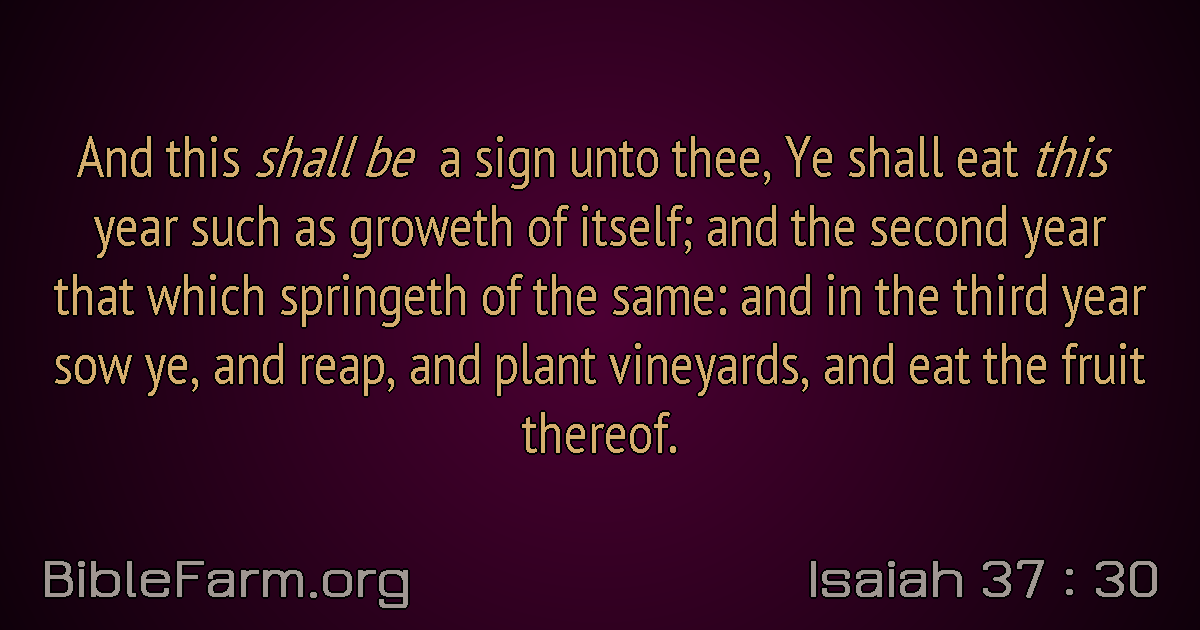 And this shall be a sign unto thee, Ye shall eat this
year such as groweth of itself; and the second year
that which springeth of the same: and in the third year
sow ye, and reap, and plant vineyards, and eat the fruit
thereof.
BibleFarm.org
Isaiah 37 : 30